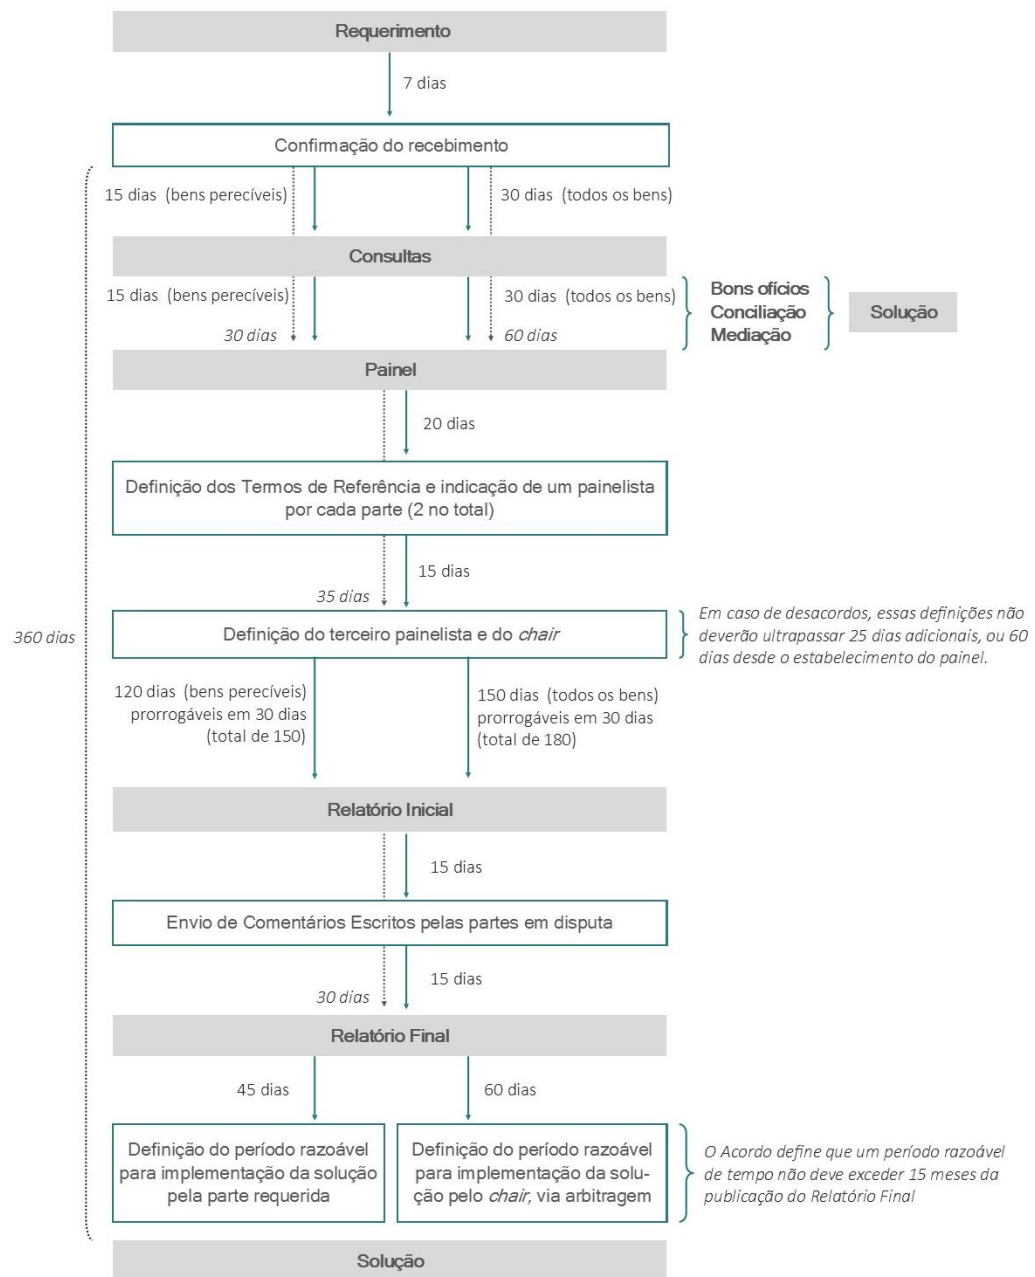 Requerimento
7 dias
Confirmação do recebimento
15 dias (bens perecíveis)
30 dias (todos os bens)
Consultas
15 dias (bens perecíveis)
30 dias (todos os bens)
30 dias
60 dias
Bons ofícios
Conciliação
Mediação
Solução
Painel
20 dias
Definição dos Termos de Referência e indicação de um painelista
por cada parte (2 no total)
15 dias
35 dias
Definição do terceiro painelista e do chair
Em caso de desacordos, essas definições não
deverão ultrapassar 25 dias adicionais, ou 60
dias desde o estabelecimento do painel.
360 dias
120 dias (bens perecíveis)
prorrogáveis em 30 dias
(total de 150)
150 dias (todos os bens)
prorrogáveis em 30 dias
(total de 180)
Relatório Inicial
15 dias
Envio de Comentários Escritos pelas partes em disputa
15 dias
30 dias
Relatório Final
45 dias
60 dias
Definição do período razoável
para implementação da solução
pela parte requerida
Definição do período razoável
para implementação da solu-
ção pelo chair, via arbitragem
O Acordo define que um período razoável
de tempo não deve exceder 15 meses da
publicação do Relatório Final
Solução